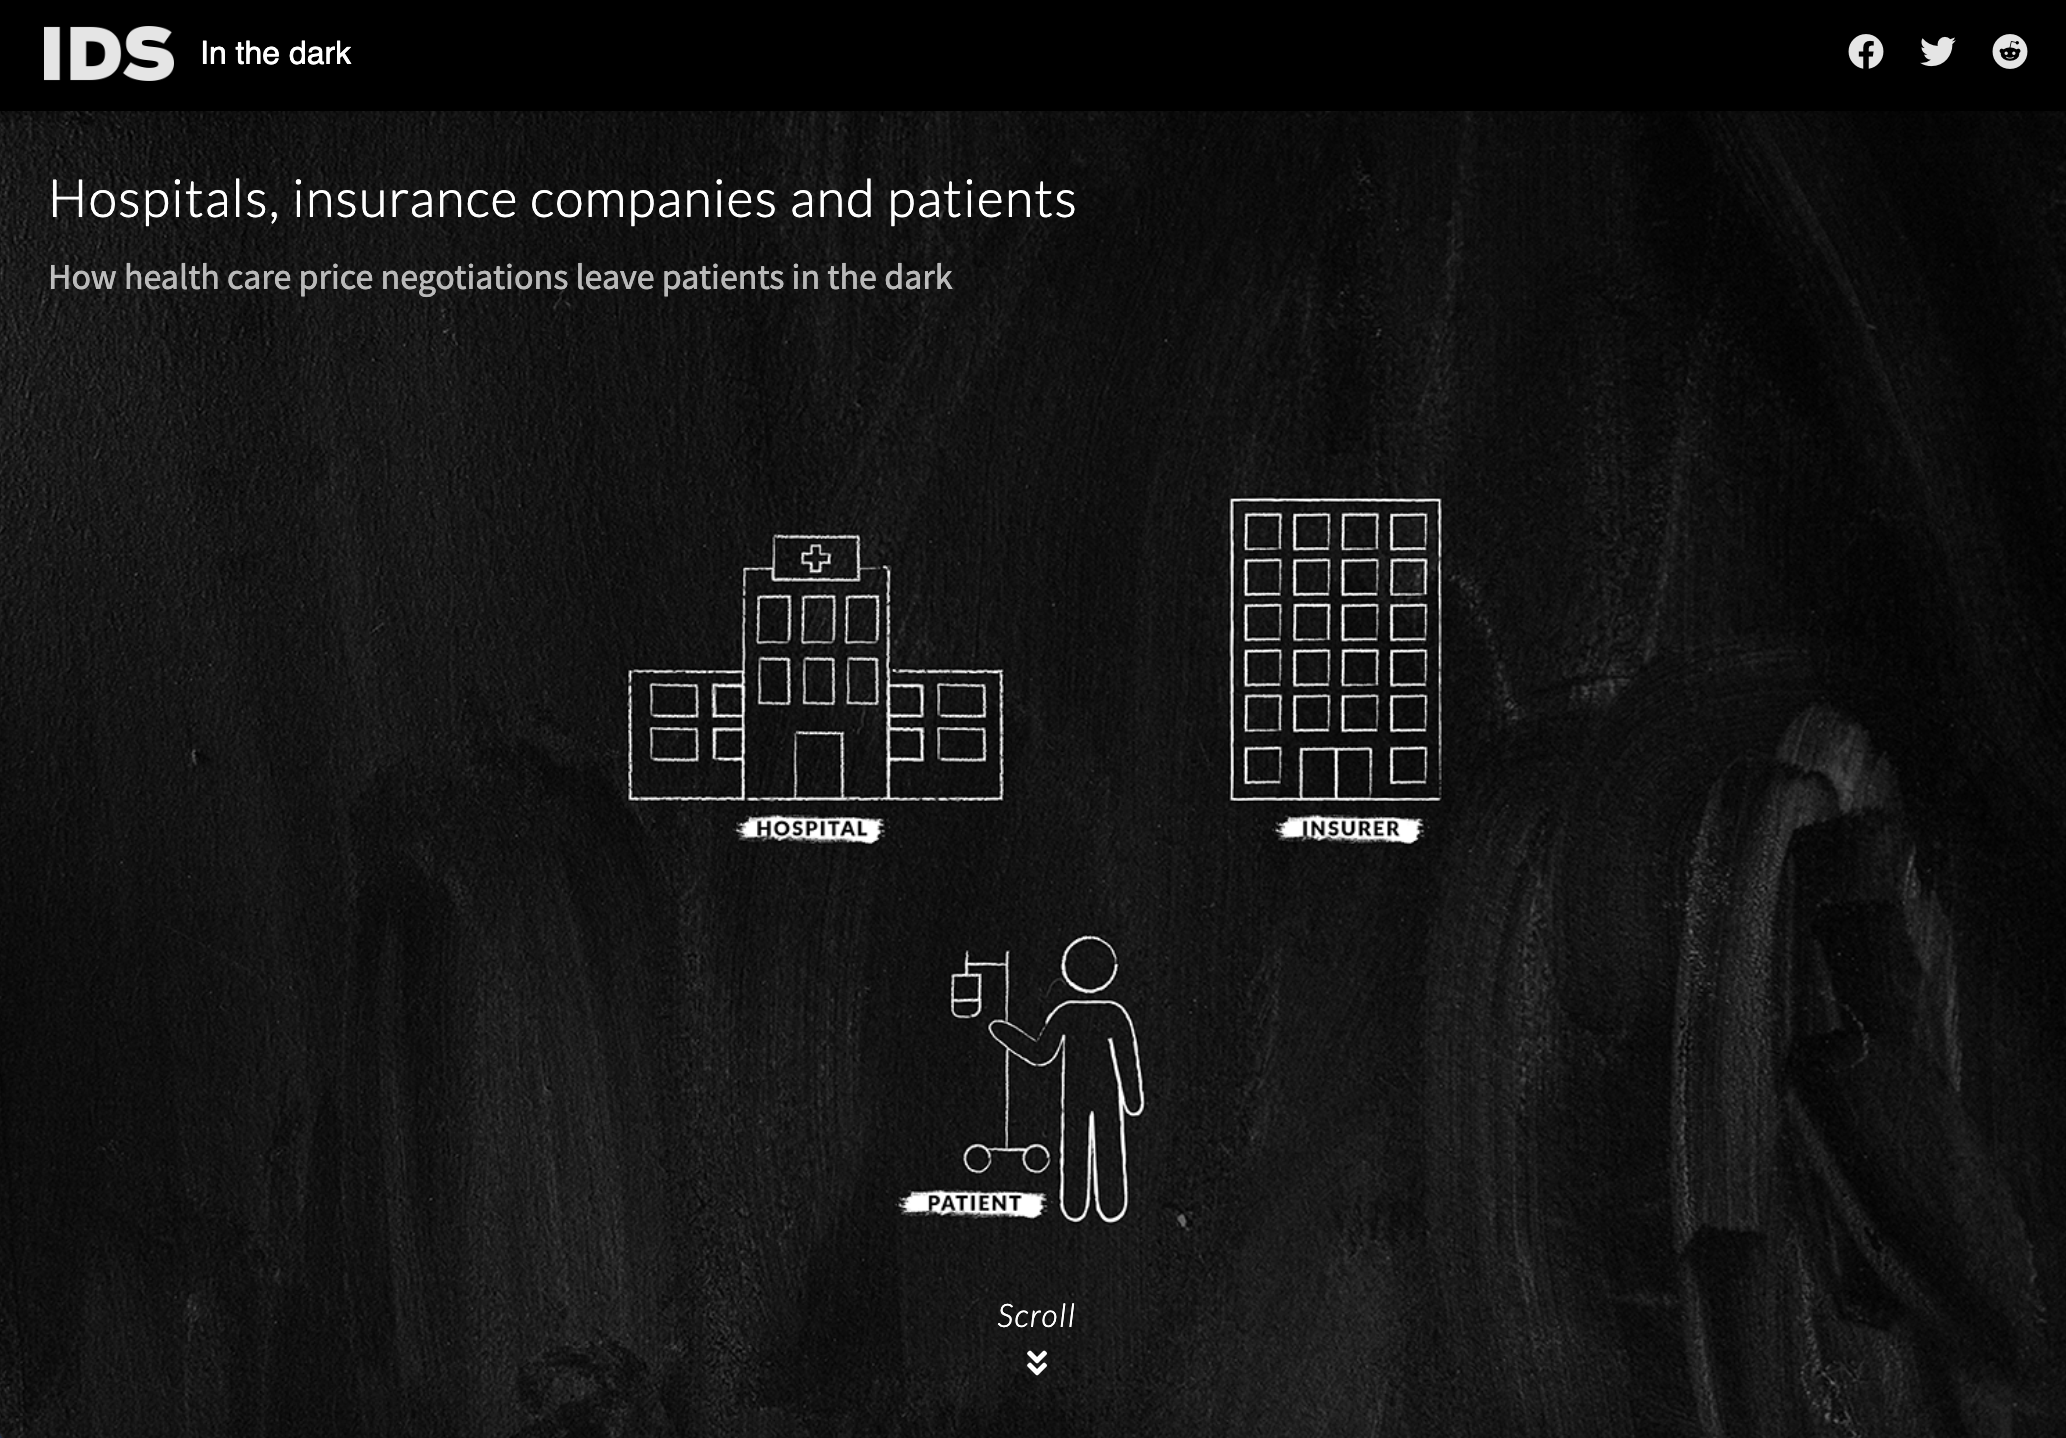 IDS In the dark
Hospitals, insurance companies and patients
How health care price negotiations leave patients in the dark
HOSPITAL
INSURER
PATIENT
Scroll